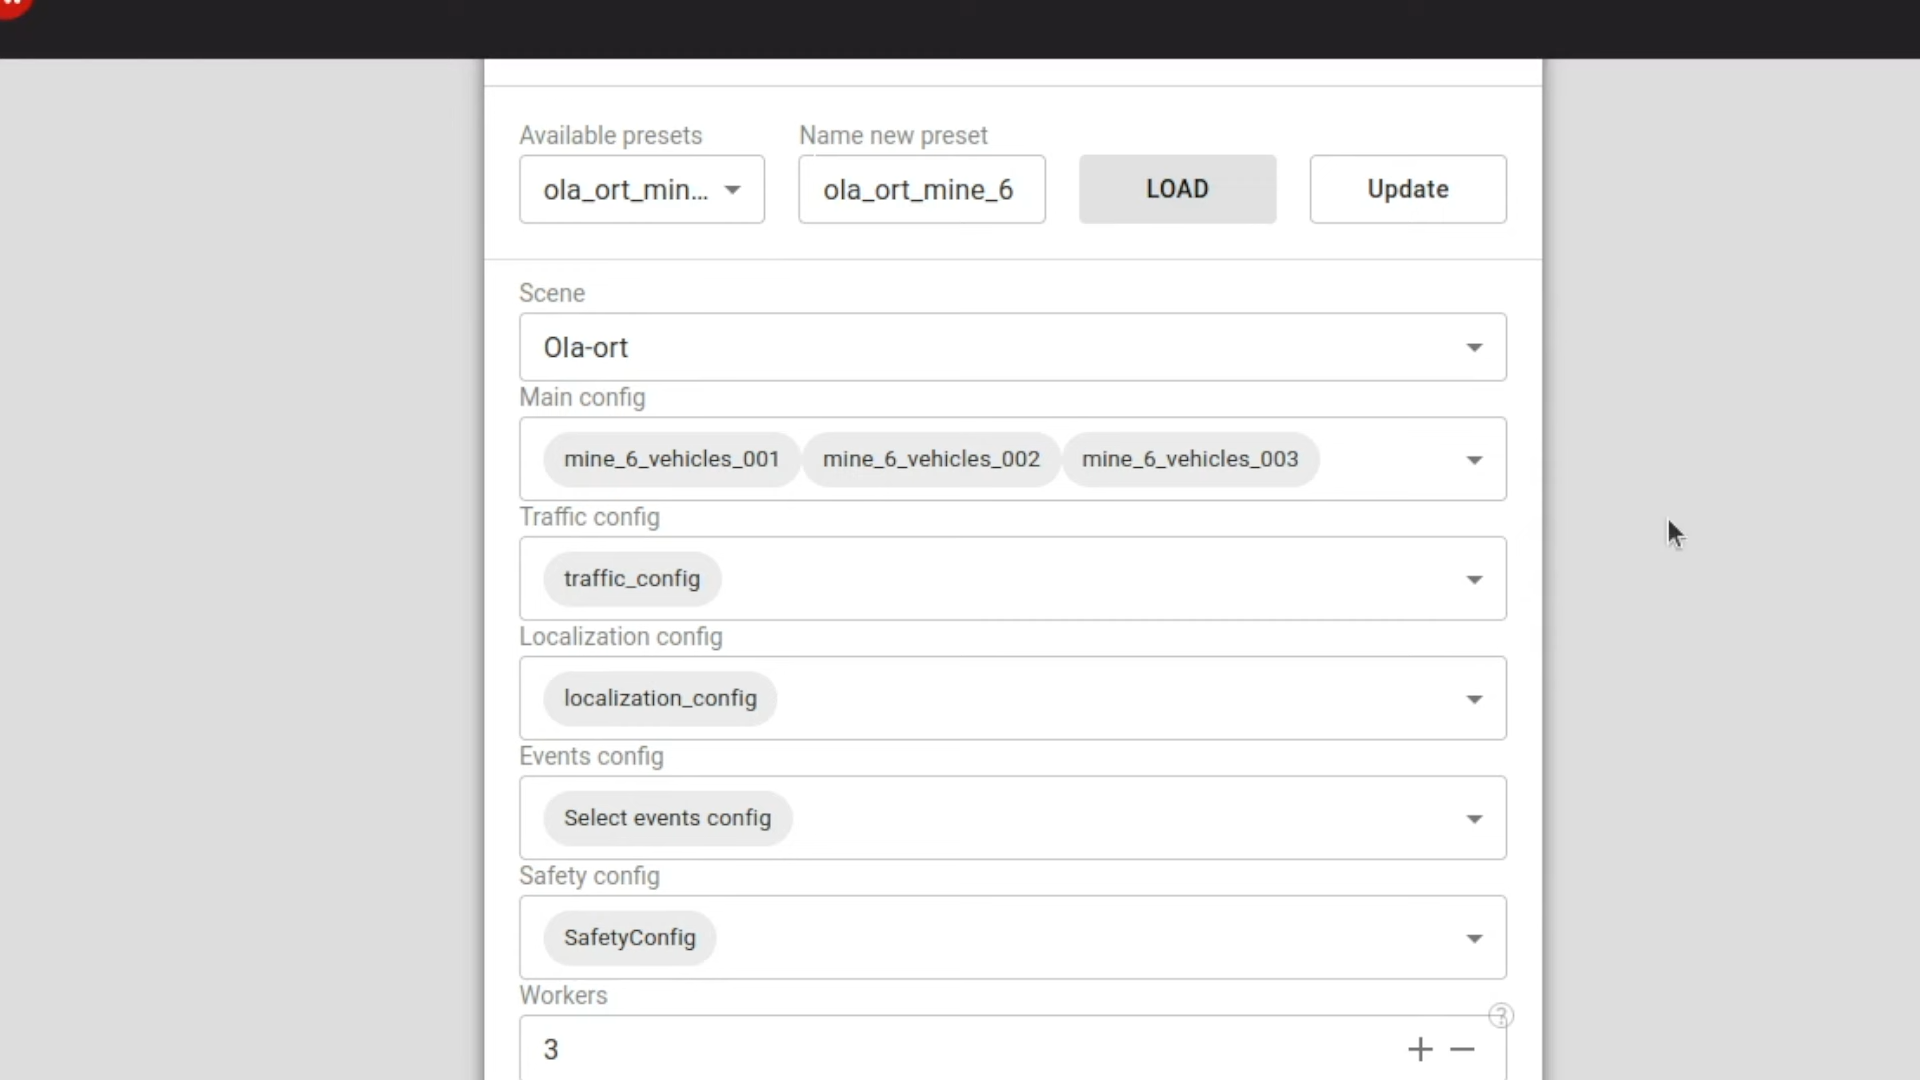 Available presets
Name new preset
ola_ort_min...
ola_ort_mine_6
LOAD
Update
Scene
Ola-ort
Main config
mine_6_vehicles_001
mine_6_vehicles_002
mine_6_vehicles_003
Traffic config
traffic_config
Localization config
localization_config
Events config
Select events config
Safety config
SafetyConfig
Workers
?
3